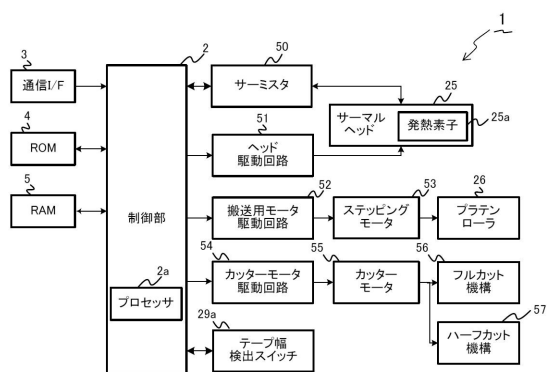 1
3
通信I/F
4
ROM
5
RAM
2
制御部
2a
プロセッサ
50
サーミスタ
51
ヘッド
駆動回路
25
サーマル
ヘッド
発熱素子
25a
52
搬送用モータ
駆動回路
53
ステッピング
モータ
26
プラテン
ローラ
54
カッターモータ
駆動回路
55
カッター
モータ
56
フルカット
機構
57
ハーフカット
機構
29a
テープ幅
検出スイッチ